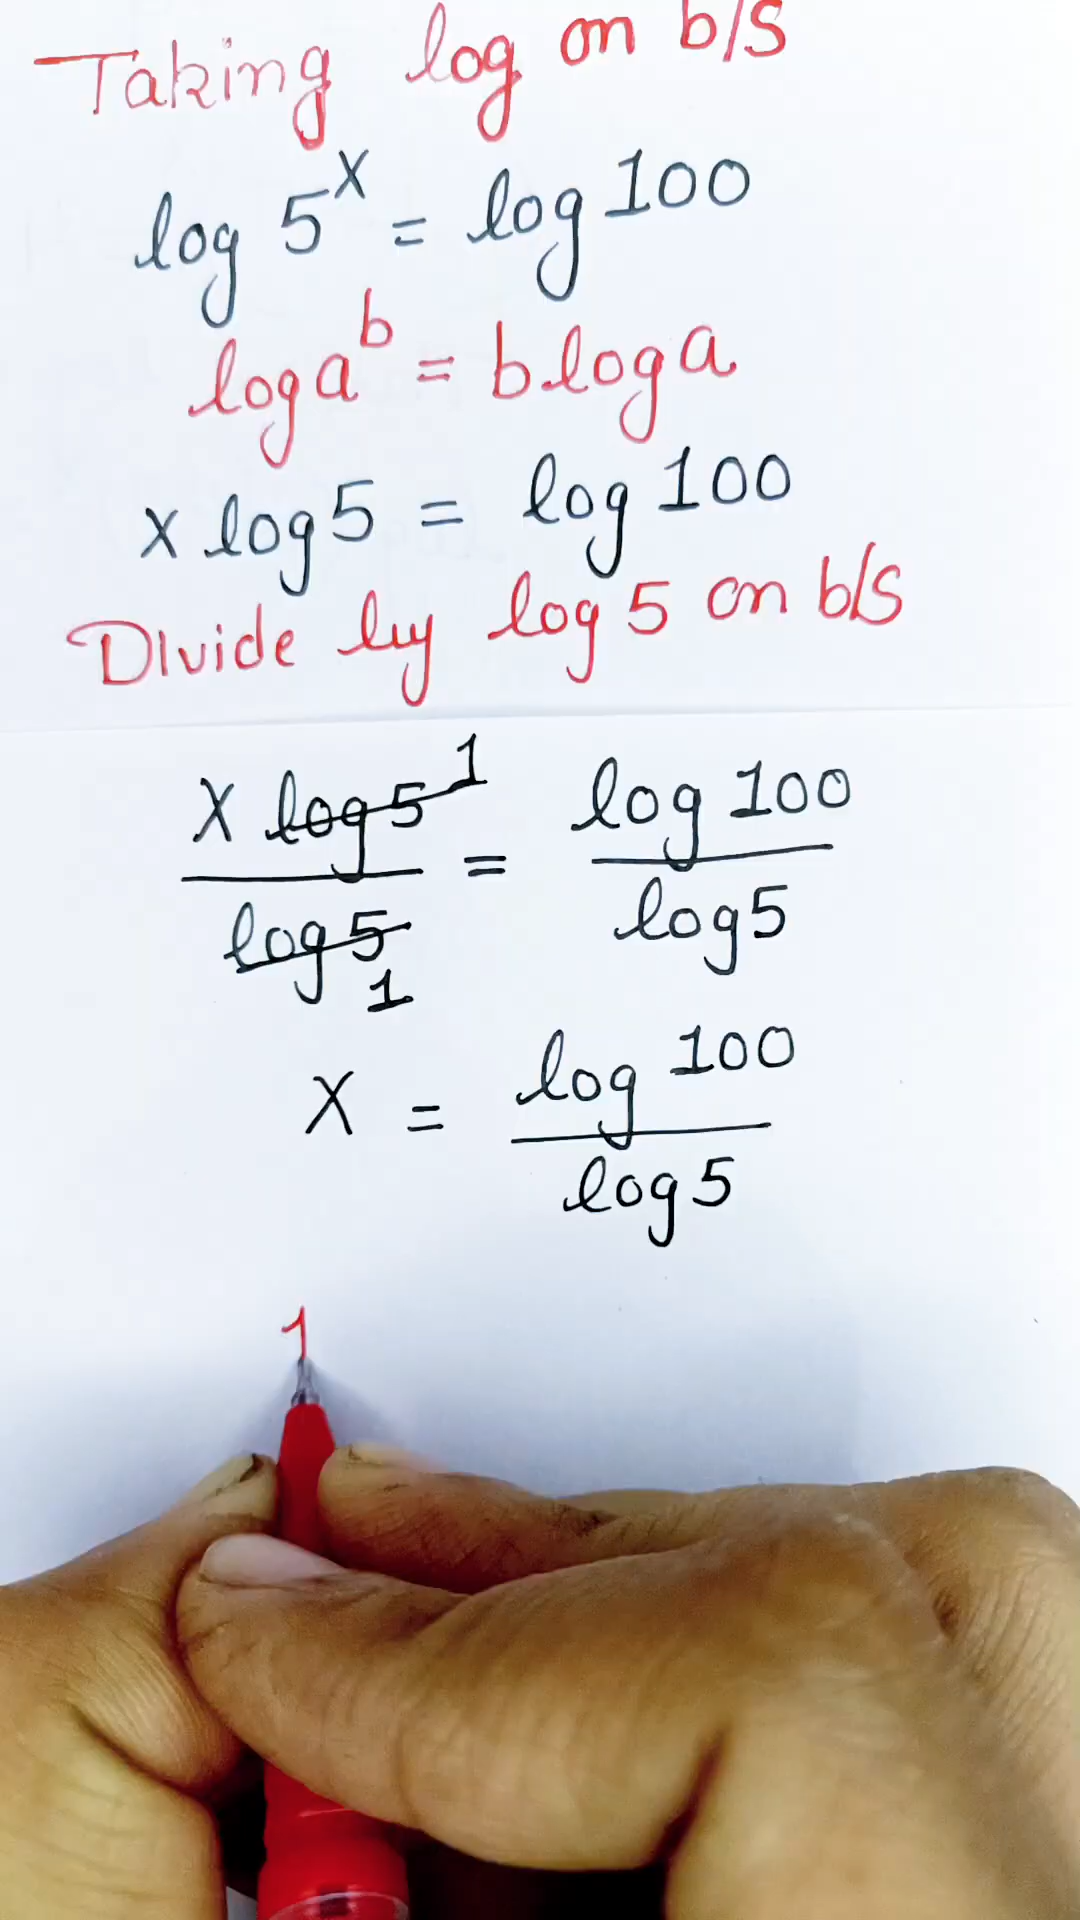 Taking log on b/s
log 5^x = log 100
log a^b = b log a
x log 5 = log 100
Divide by log 5 on b/s
x log 5 1 / log 5 1 = log 100 / log 5
x = log 100 / log 5
1